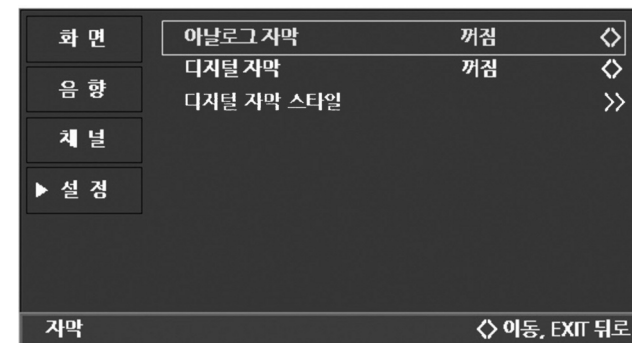 화 면
음 향
채 널
▶ 설 정
아날로그 자막 꺼짐 <>
디지털 자막 꺼짐 <>
디지털 자막 스타일 >>
자막 <> 이동, EXIT 뒤로